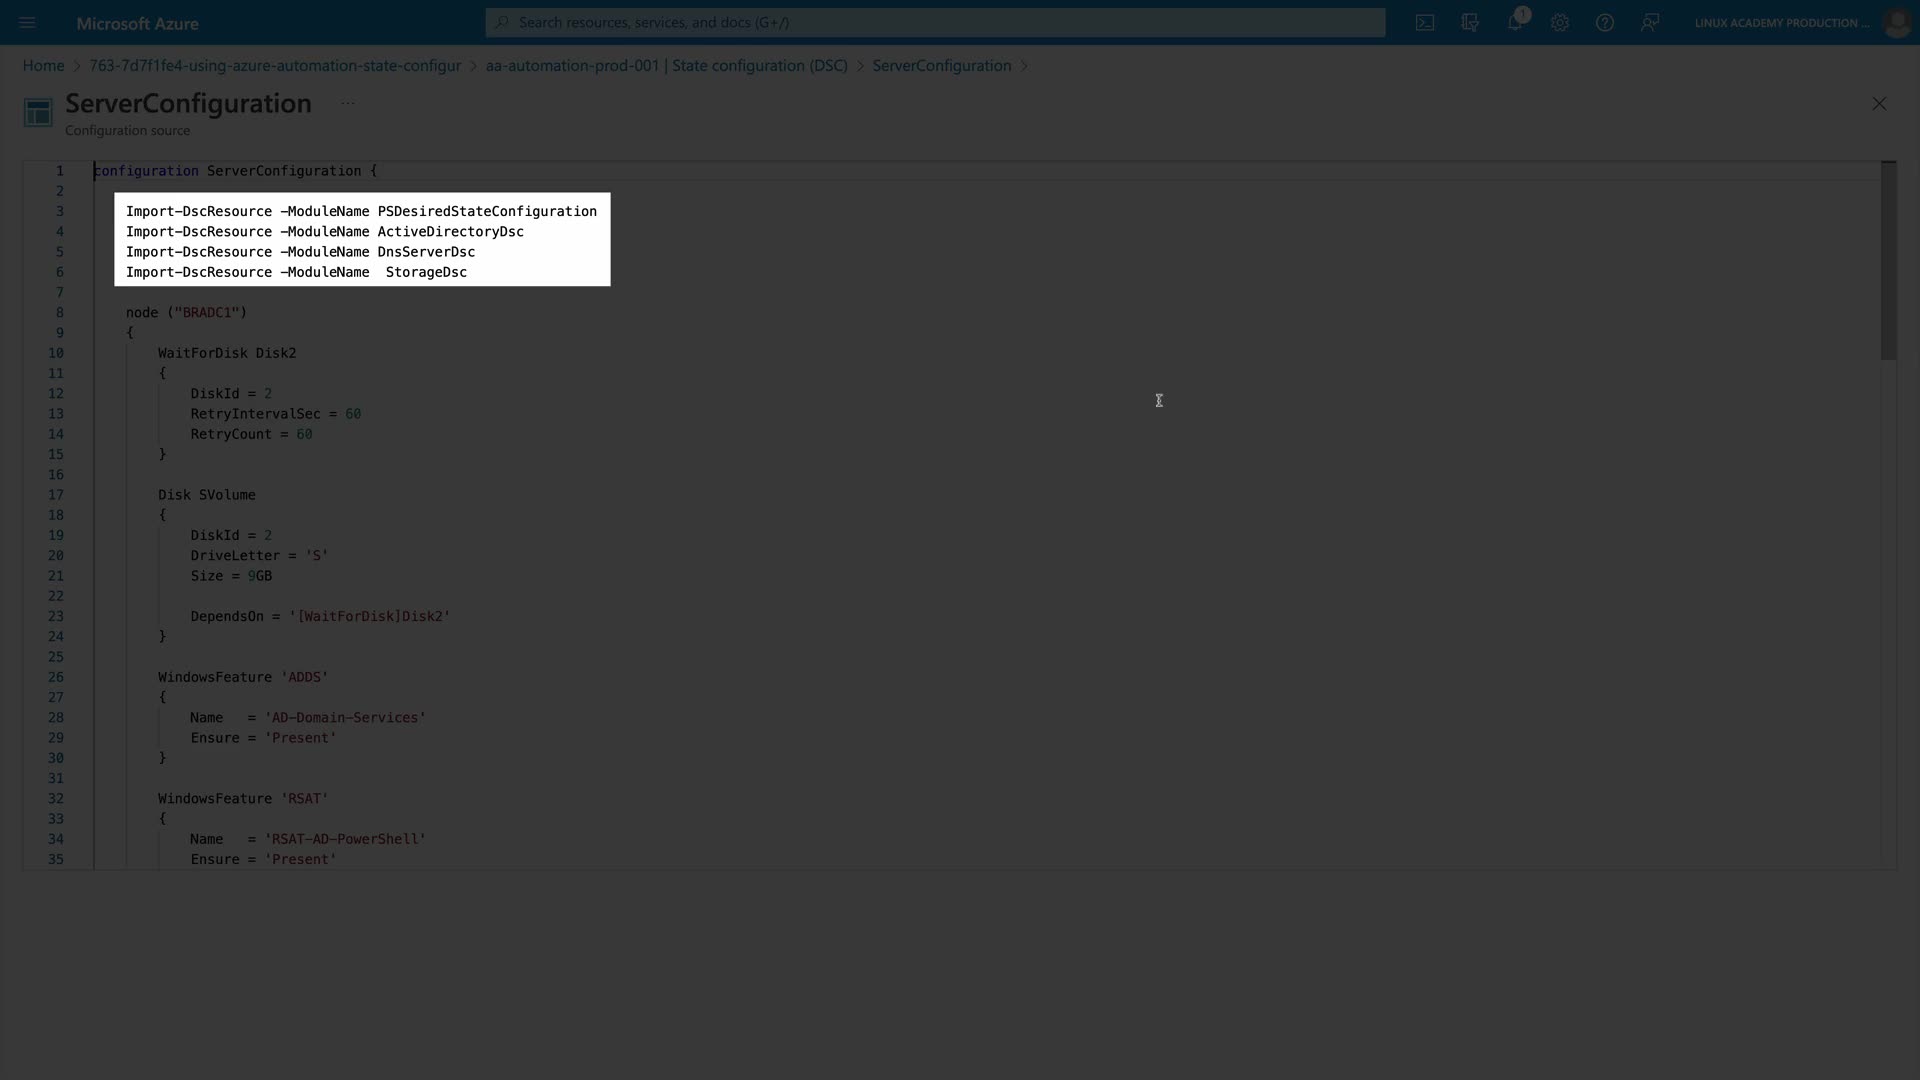 Microsoft Azure
Search resources, services, and docs (G+/)
1
LINUX ACADEMY PRODUCTION ...
Home > 763-7d7f1fe4-using-azure-automation-state-configur > aa-automation-prod-001 | State configuration (DSC) > ServerConfiguration >
ServerConfiguration ...
Configuration source
1 configuration ServerConfiguration {
2
3 Import-DscResource -ModuleName PSDesiredStateConfiguration
4 Import-DscResource -ModuleName ActiveDirectoryDsc
5 Import-DscResource -ModuleName DnsServerDsc
6 Import-DscResource -ModuleName  StorageDsc
7
8 node ("BRADC1")
9 {
10 WaitForDisk Disk2
11 {
12 DiskId = 2
13 RetryIntervalSec = 60
14 RetryCount = 60
15 }
16
17 Disk SVolume
18 {
19 DiskId = 2
20 DriveLetter = 'S'
21 Size = 9GB
22
23 DependsOn = '[WaitForDisk]Disk2'
24 }
25
26 WindowsFeature 'ADDS'
27 {
28 Name   = 'AD-Domain-Services'
29 Ensure = 'Present'
30 }
31
32 WindowsFeature 'RSAT'
33 {
34 Name   = 'RSAT-AD-PowerShell'
35 Ensure = 'Present'